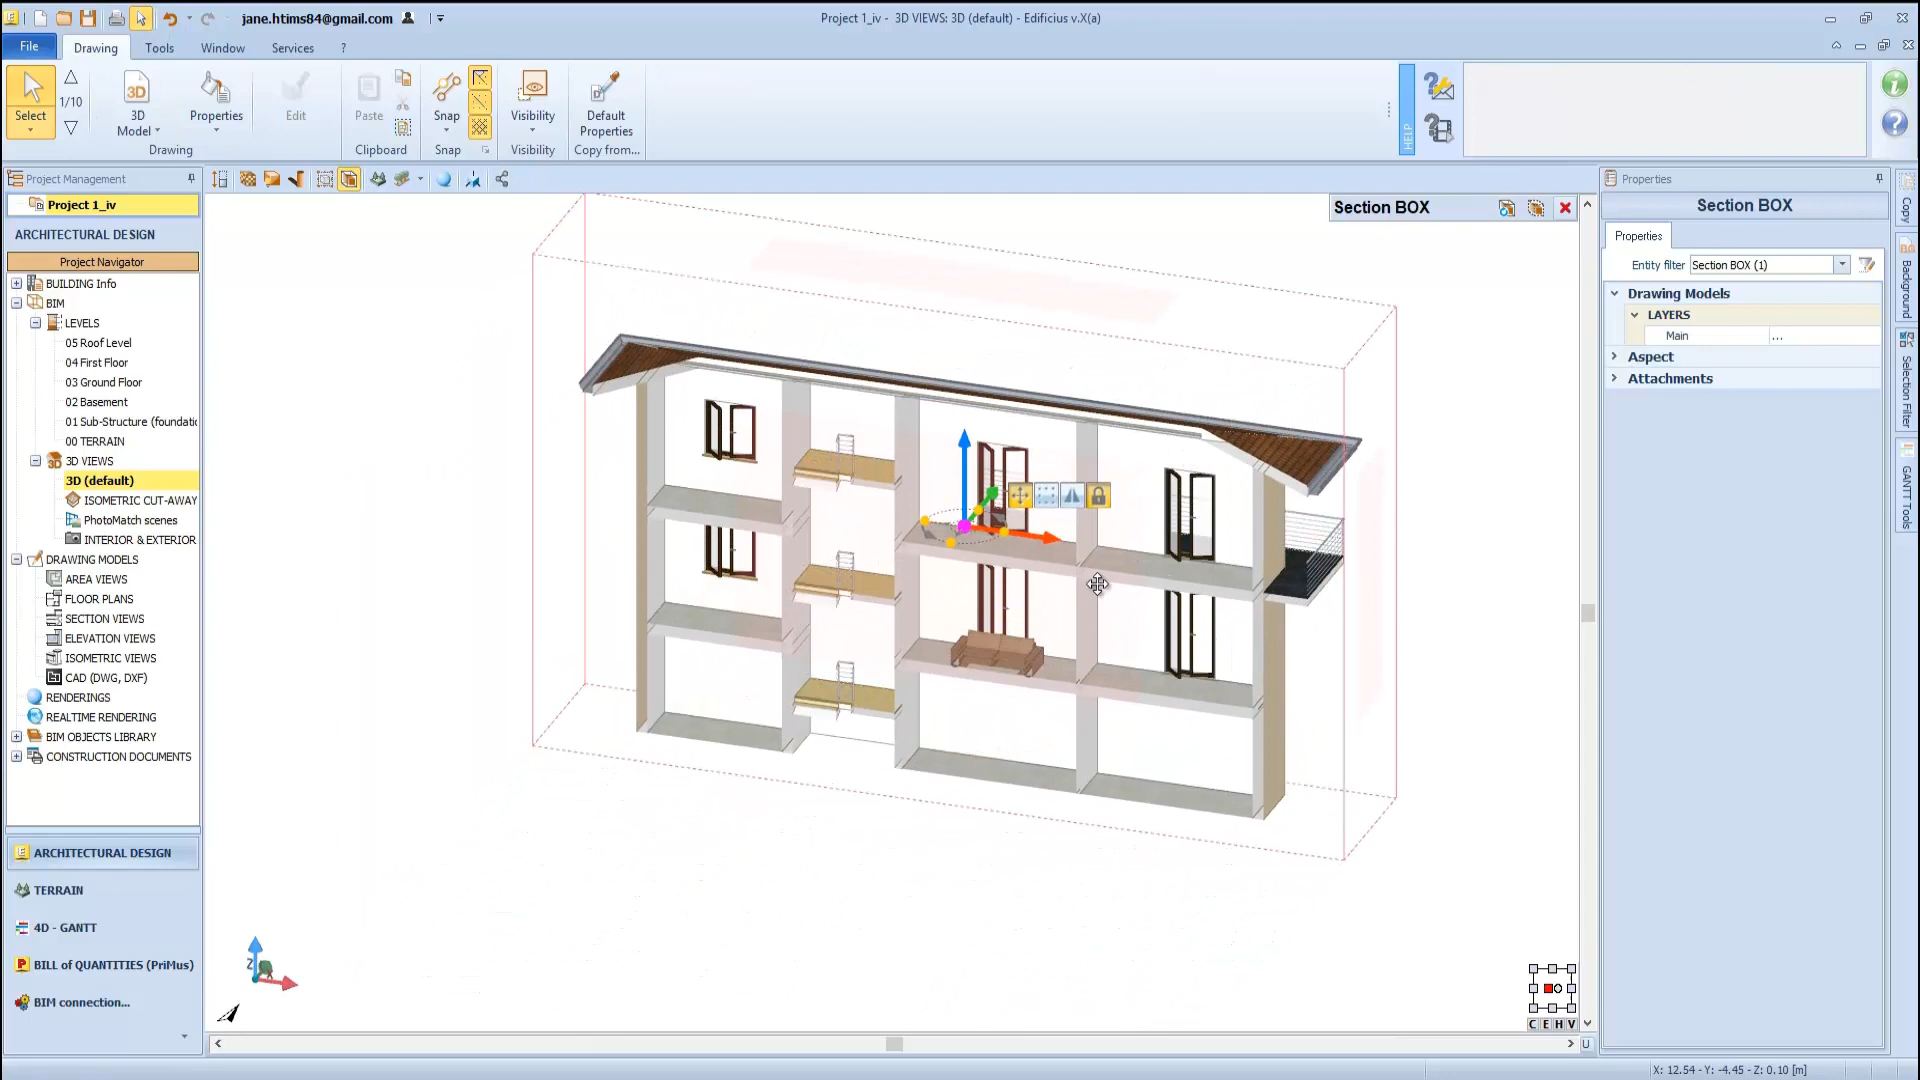 jane.htims84@gmail.com
Project 1_iv - 3D VIEWS: 3D (default) - Edificius v.X(a)
File
Drawing
Tools
Window
Services
?
Select
1/10
3D
Model
Properties
Edit
Drawing
Paste
Clipboard
Snap
Snap
Visibility
Visibility
Default
Properties
Copy from...
HELP
Project Management
Project 1_iv
ARCHITECTURAL DESIGN
Project Navigator
BUILDING Info
BIM
LEVELS
05 Roof Level
04 First Floor
03 Ground Floor
02 Basement
01 Sub-Structure (foundatio
00 TERRAIN
3D VIEWS
3D (default)
ISOMETRIC CUT-AWAY
PhotoMatch scenes
INTERIOR & EXTERIOR
DRAWING MODELS
AREA VIEWS
FLOOR PLANS
SECTION VIEWS
ELEVATION VIEWS
ISOMETRIC VIEWS
CAD (DWG, DXF)
RENDERINGS
REALTIME RENDERING
BIM OBJECTS LIBRARY
CONSTRUCTION DOCUMENTS
ARCHITECTURAL DESIGN
TERRAIN
4D - GANTT
BILL of QUANTITIES (PriMus)
BIM connection...
Section BOX
Z
C E H V
U
Properties
Section BOX
Properties
Entity filter
Section BOX (1)
Drawing Models
LAYERS
Main
...
Aspect
Attachments
Copy
Background
Selection Filter
GANTT Tools
X: 12.54 - Y: -4.45 - Z: 0.10 [m]